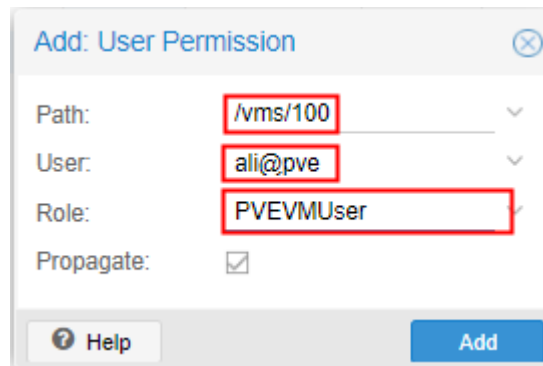 Add: User Permission
Path: /vms/100
User: ali@pve
Role: PVEVMUser
Propagate:
Help Add